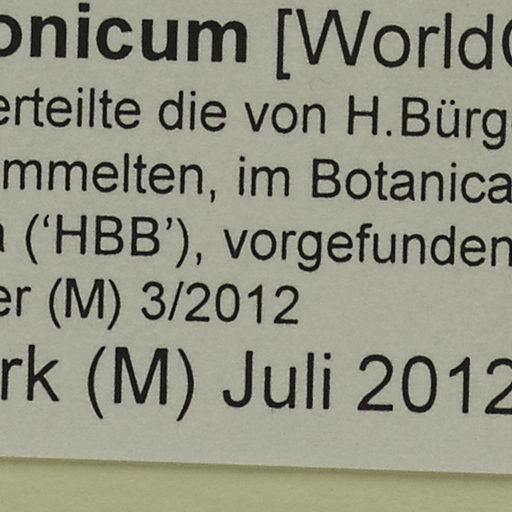 onicum [World
erteilte die von H.Bürg
mmelten, im Botanica
('HBB'), vorgefunden
er (M) 3/2012
rk (M) Juli 2012